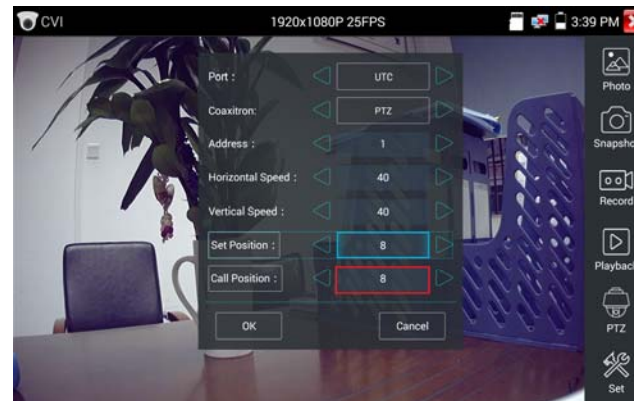 CVI 1920x1080P 25FPS 3:39 PM
Port : UTC
Coaxitron: PTZ
Address : 1
Horizontal Speed : 40
Vertical Speed : 40
Set Position : 8
Call Position : 8
OK Cancel
Photo
Snapsho
Record
Playback
PTZ
Set